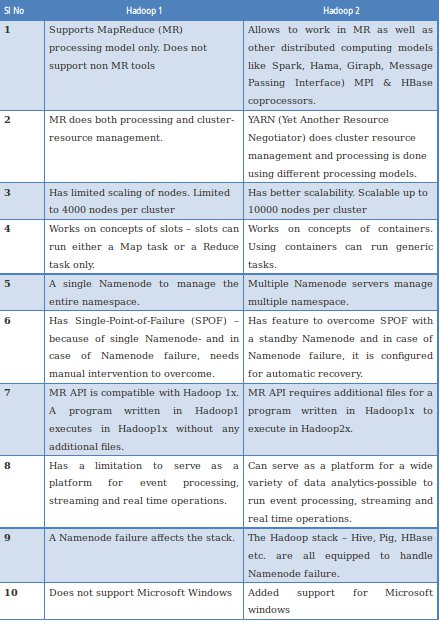 Sl No Hadoop 1 Hadoop 2
1
Supports MapReduce (MR)
processing model only. Does not
support non MR tools
Allows to work in MR as well as
other distributed computing models
like Spark, Hama, Giraph, Message
Passing Interface) MPI & HBase
coprocessors.
2
MR does both processing and cluster-
resource management.
YARN (Yet Another Resource
Negotiator) does cluster resource
management and processing is done
using different processing models.
3
Has limited scaling of nodes. Limited
to 4000 nodes per cluster
Has better scalability. Scalable up to
10000 nodes per cluster
4
Works on concepts of slots – slots can
run either a Map task or a Reduce
task only.
Works on concepts of containers.
Using containers can run generic
tasks.
5
A single Namenode to manage the
entire namespace.
Multiple Namenode servers manage
multiple namespace.
6
Has Single-Point-of-Failure (SPOF) –
because of single Namenode- and in
case of Namenode failure, needs
manual intervention to overcome.
Has feature to overcome SPOF with
a standby Namenode and in case of
Namenode failure, it is configured
for automatic recovery.
7
MR API is compatible with Hadoop 1x.
A program written in Hadoop1
executes in Hadoop1x without any
additional files.
MR API requires additional files for a
program written in Hadoop1x to
execute in Hadoop2x.
8
Has a limitation to serve as a
platform for event processing,
streaming and real time operations.
Can serve as a platform for a wide
variety of data analytics-possible to
run event processing, streaming and
real time operations.
9
A Namenode failure affects the stack.
The Hadoop stack – Hive, Pig, HBase
etc. are all equipped to handle
Namenode failure.
10
Does not support Microsoft Windows
Added support for Microsoft
windows